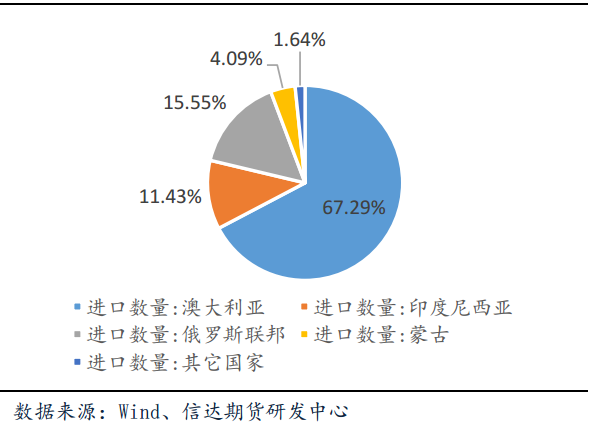 1.64%
4.09%
15.55%
11.43%
67.29%
进口数量:澳大利亚 进口数量:印度尼西亚
进口数量:俄罗斯联邦 进口数量:蒙古
进口数量:其它国家
数据来源：Wind、信达期货研发中心